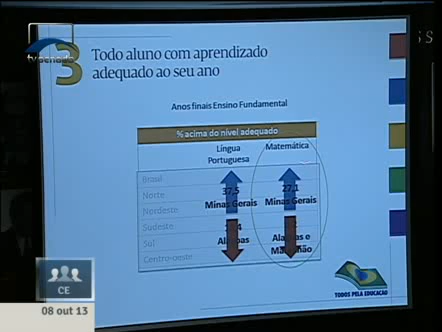 3
Todo aluno com aprendizado
adequado ao seu ano
Anos finais Ensino Fundamental
% acima do nível adequado
Língua
Portuguesa
Matemática
Brasil
Norte
Nordeste
Sudeste
Sul
Centro-oeste
37,5
Minas Gerais
27,1
Minas Gerais
TODOS PELA EDUCAÇÃO
CE
08 out 13